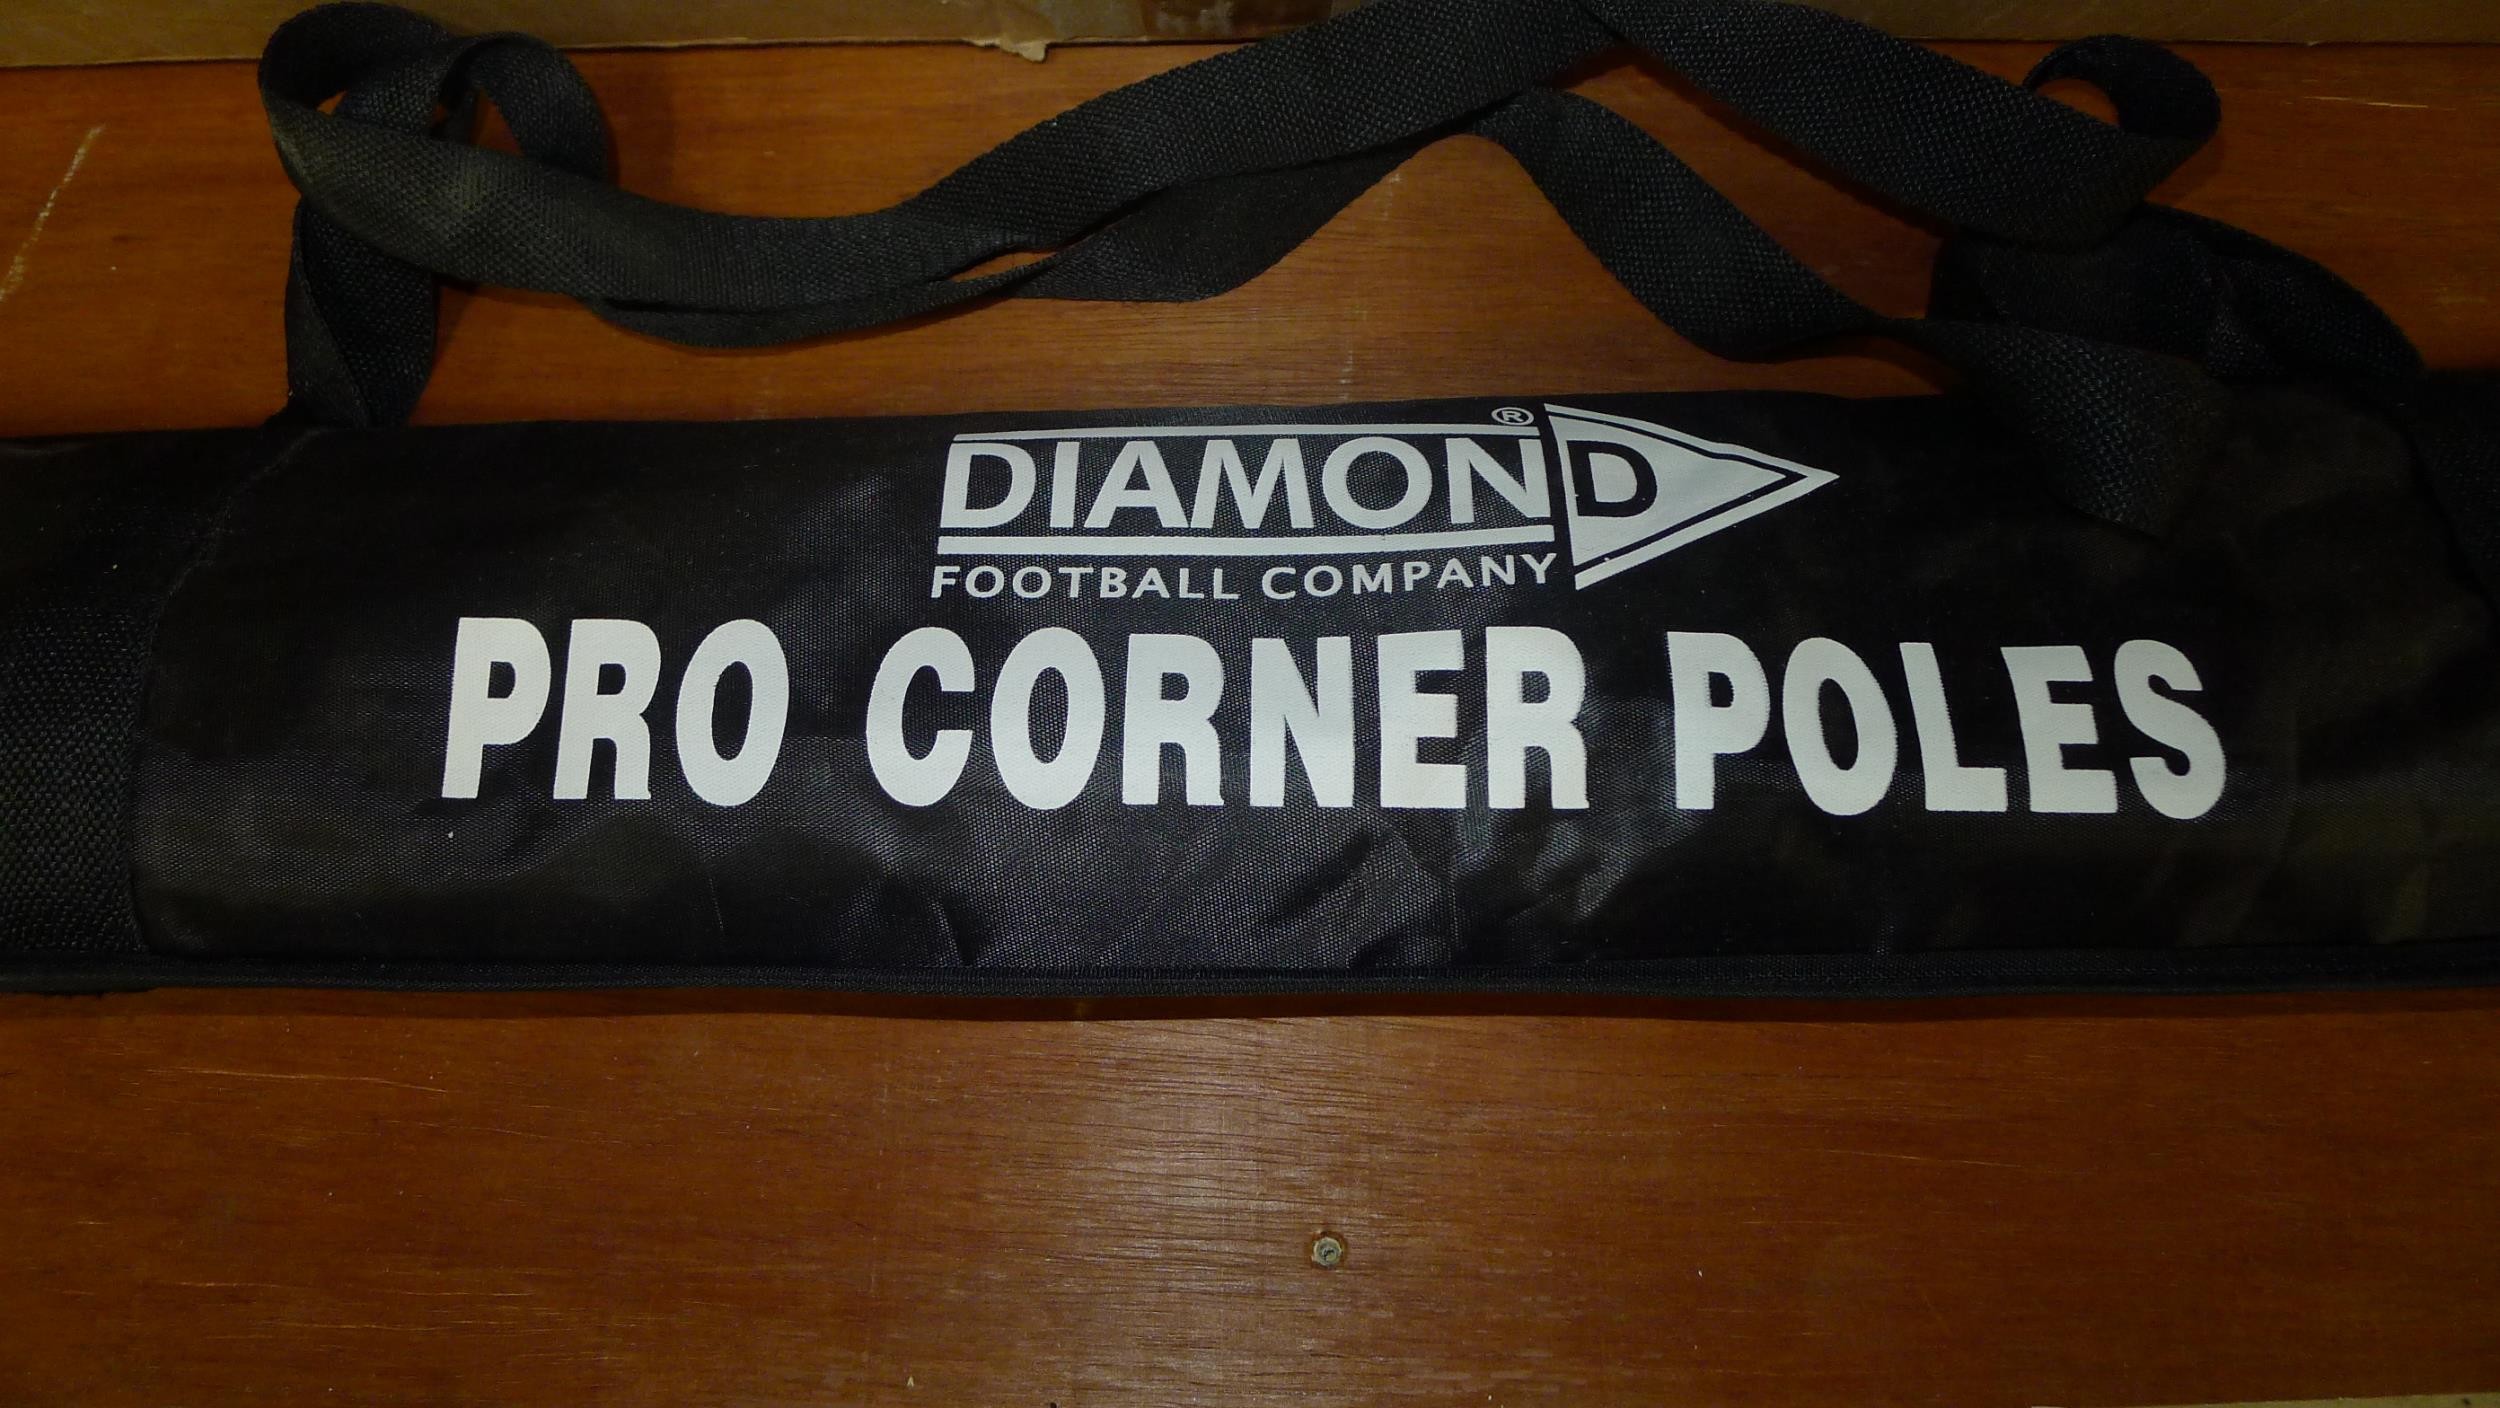 DIAMOND®
FOOTBALL COMPANY
PRO CORNER POLES